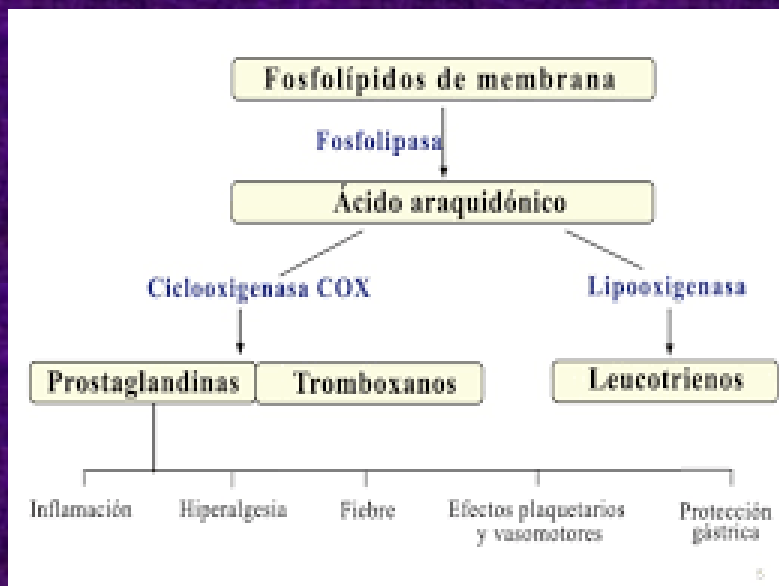 Fosfolípidos de membrana
Fosfolipasa
Ácido araquidónico
Ciclooxigenasa COX
Lipooxigenasa
Prostaglandinas
Tromboxanos
Leucotrienos
Inflamación
Hiperalgesia
Fiebre
Efectos plaquetarios
y vasomotores
Protección
gástrica